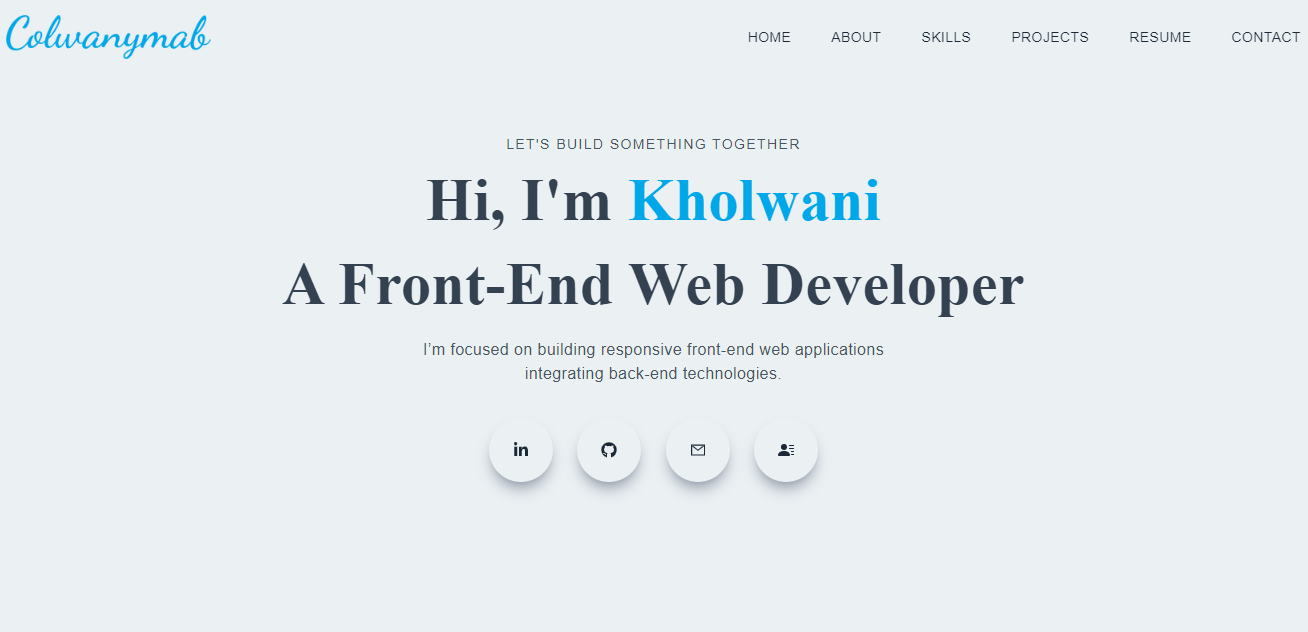 Colwanymab
HOME ABOUT SKILLS PROJECTS RESUME CONTACT
LET'S BUILD SOMETHING TOGETHER
Hi, I'm Kholwani
A Front-End Web Developer
I’m focused on building responsive front-end web applications
integrating back-end technologies.
in